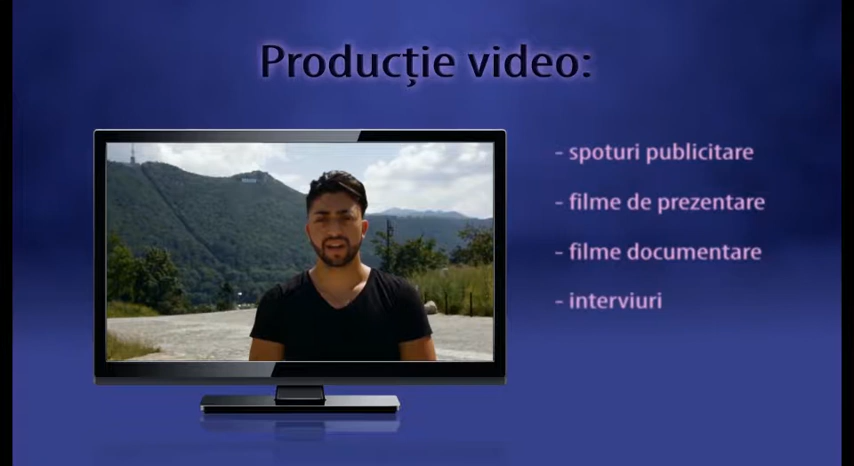 Producție video:
- spoturi publicitare
- filme de prezentare
- filme documentare
- interviuri